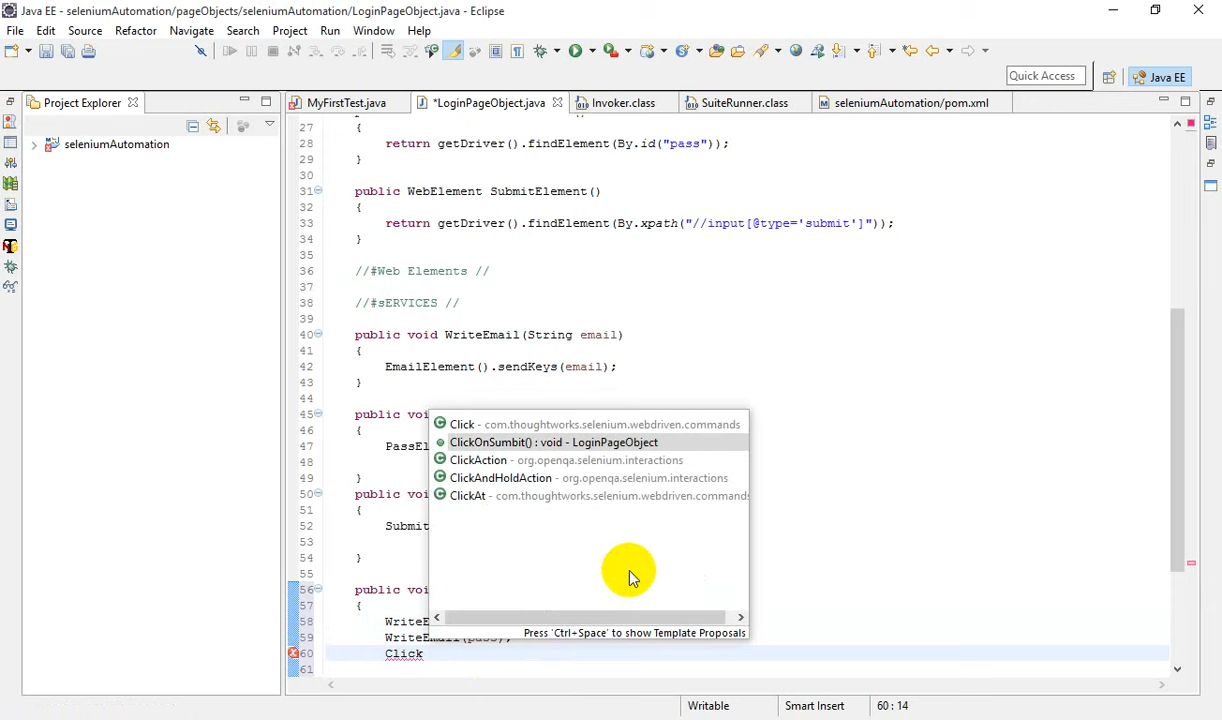 Java EE - seleniumAutomation/pageObjects/seleniumAutomation/LoginPageObject.java - Eclipse
File Edit Source Refactor Navigate Search Project Run Window Help
Quick Access
Java EE
Project Explorer
MyFirstTest.java
*LoginPageObject.java
Invoker.class
SuiteRunner.class
seleniumAutomation/pom.xml
seleniumAutomation
27 {
28 return getDriver().findElement(By.id("pass"));
29 }
30
31 public WebElement SubmitElement()
32 {
33 return getDriver().findElement(By.xpath("//input[@type='submit']"));
34 }
35
36 //#Web Elements //
37
38 //#sERVICES //
39
40 public void WriteEmail(String email)
41 {
42 EmailElement().sendKeys(email);
43 }
44
45 public voi
46 {
47 PassEl
48
49 }
50 public voi
51 {
52 Submit
53
54 }
55
56 public voi
57 {
58 WriteE
59 WriteEmail(pass);
60 Click
61
Click - com.thoughtworks.selenium.webdriven.commands
ClickOnSumbit() : void - LoginPageObject
ClickAction - org.openqa.selenium.interactions
ClickAndHoldAction - org.openqa.selenium.interactions
ClickAt - com.thoughtworks.selenium.webdriven.commands
Press 'Ctrl+Space' to show Template Proposals
Writable
Smart Insert
60 : 14